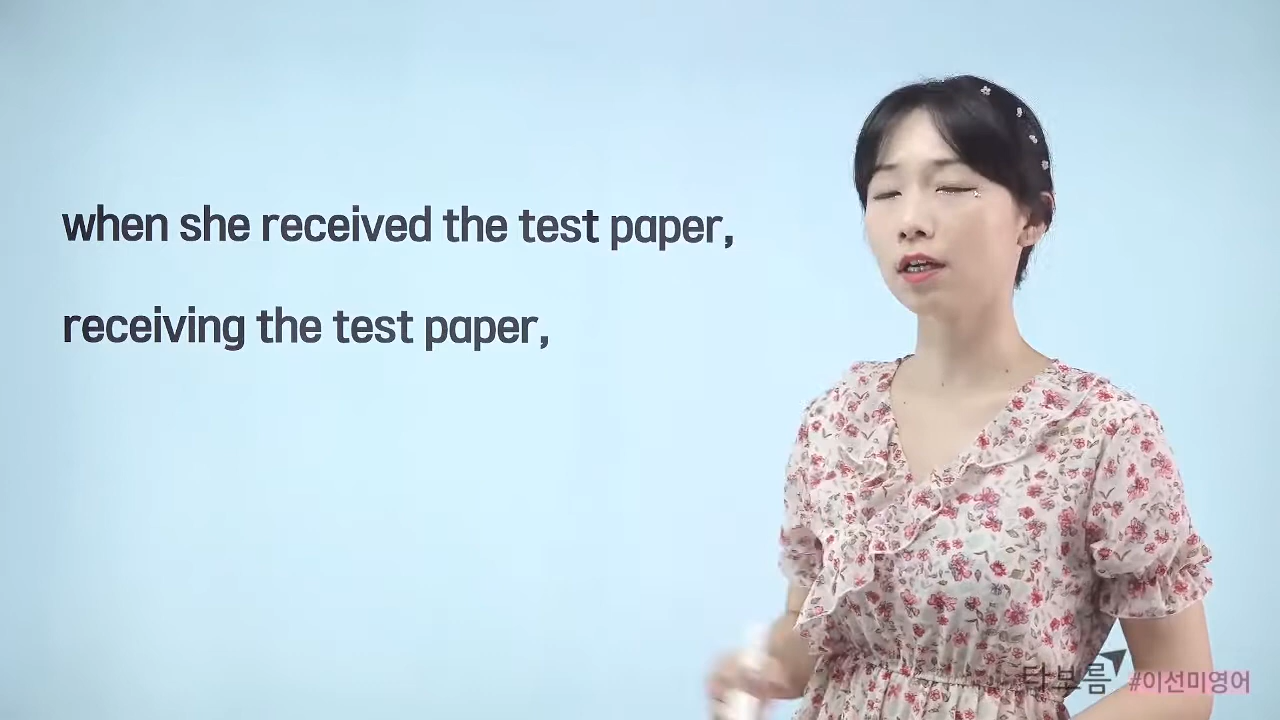 when she received the test paper,
receiving the test paper,
타보름 #이선미영어